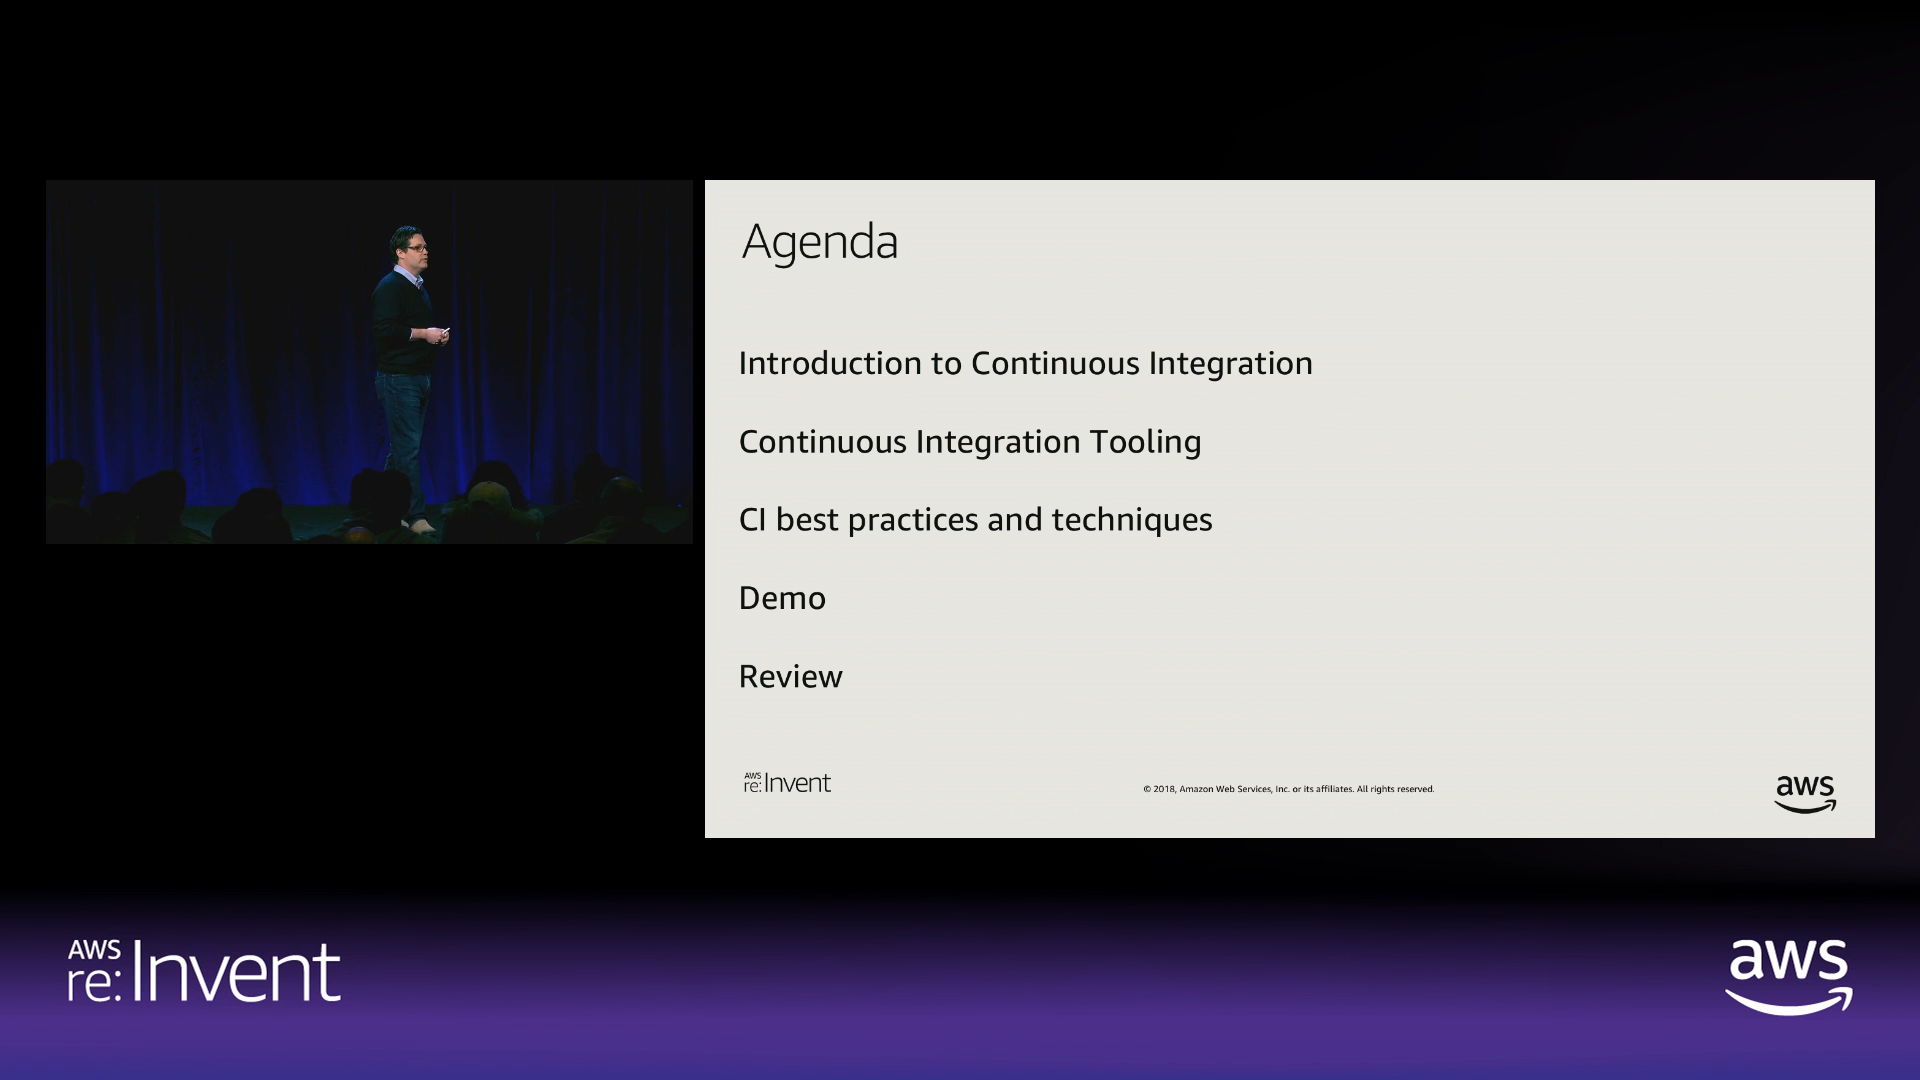 Agenda
Introduction to Continuous Integration
Continuous Integration Tooling
CI best practices and techniques
Demo
Review
AWS
re:Invent
© 2018, Amazon Web Services, Inc. or its affiliates. All rights reserved.
aws
AWS
re:Invent
aws